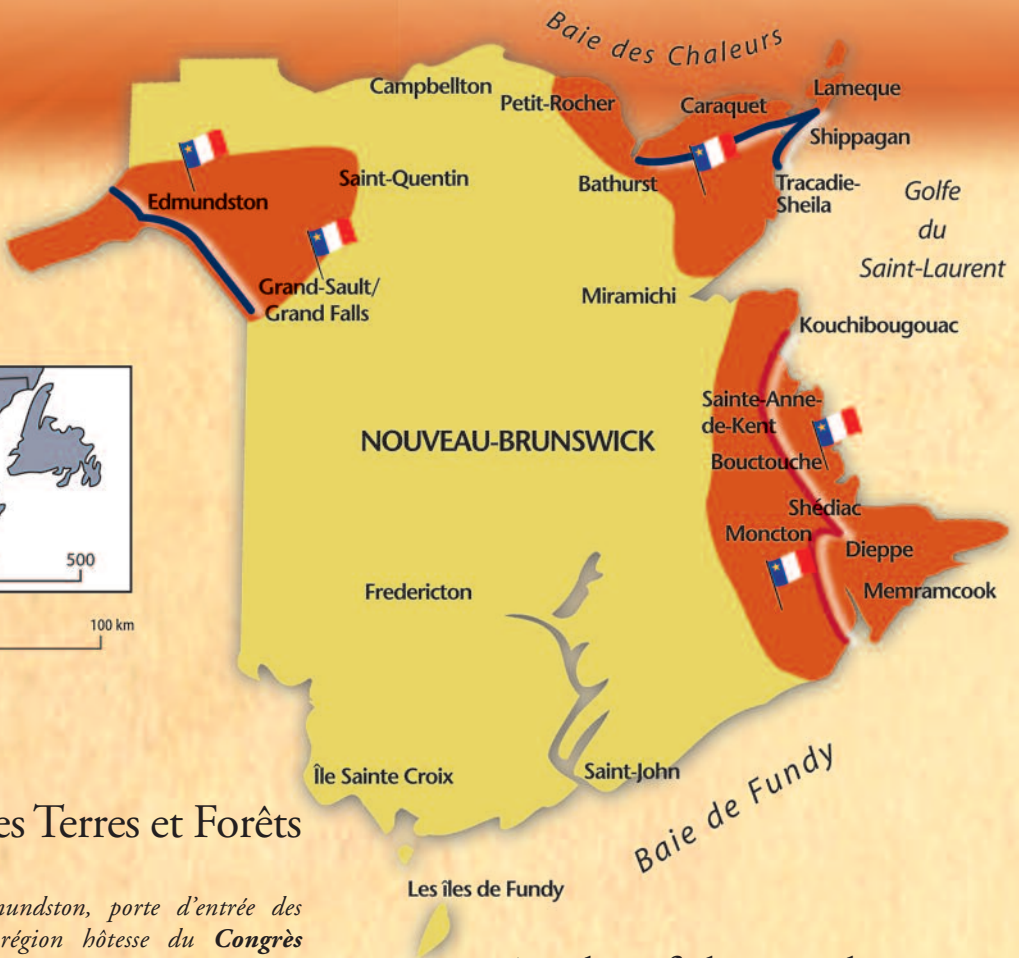 Baie des Chaleurs
Campbellton
Petit-Rocher
Caraquet
Lameque
Shippagan
Bathurst
Tracadie-
Sheila
Golfe
du
Saint-Laurent
Edmundston
Saint-Quentin
Grand-Sault/
Grand Falls
Miramichi
Kouchibougouac
Sainte-Anne-
de-Kent
NOUVEAU-BRUNSWICK
Bouctouche
Shédiac
Moncton
Dieppe
500
Fredericton
Memramcook
100 km
Île Sainte Croix
Saint-John
Baie de Fundy
es Terres et Forêts
Les îles de Fundy
mundston, porte d'entrée des
région hôtesse du Congrès